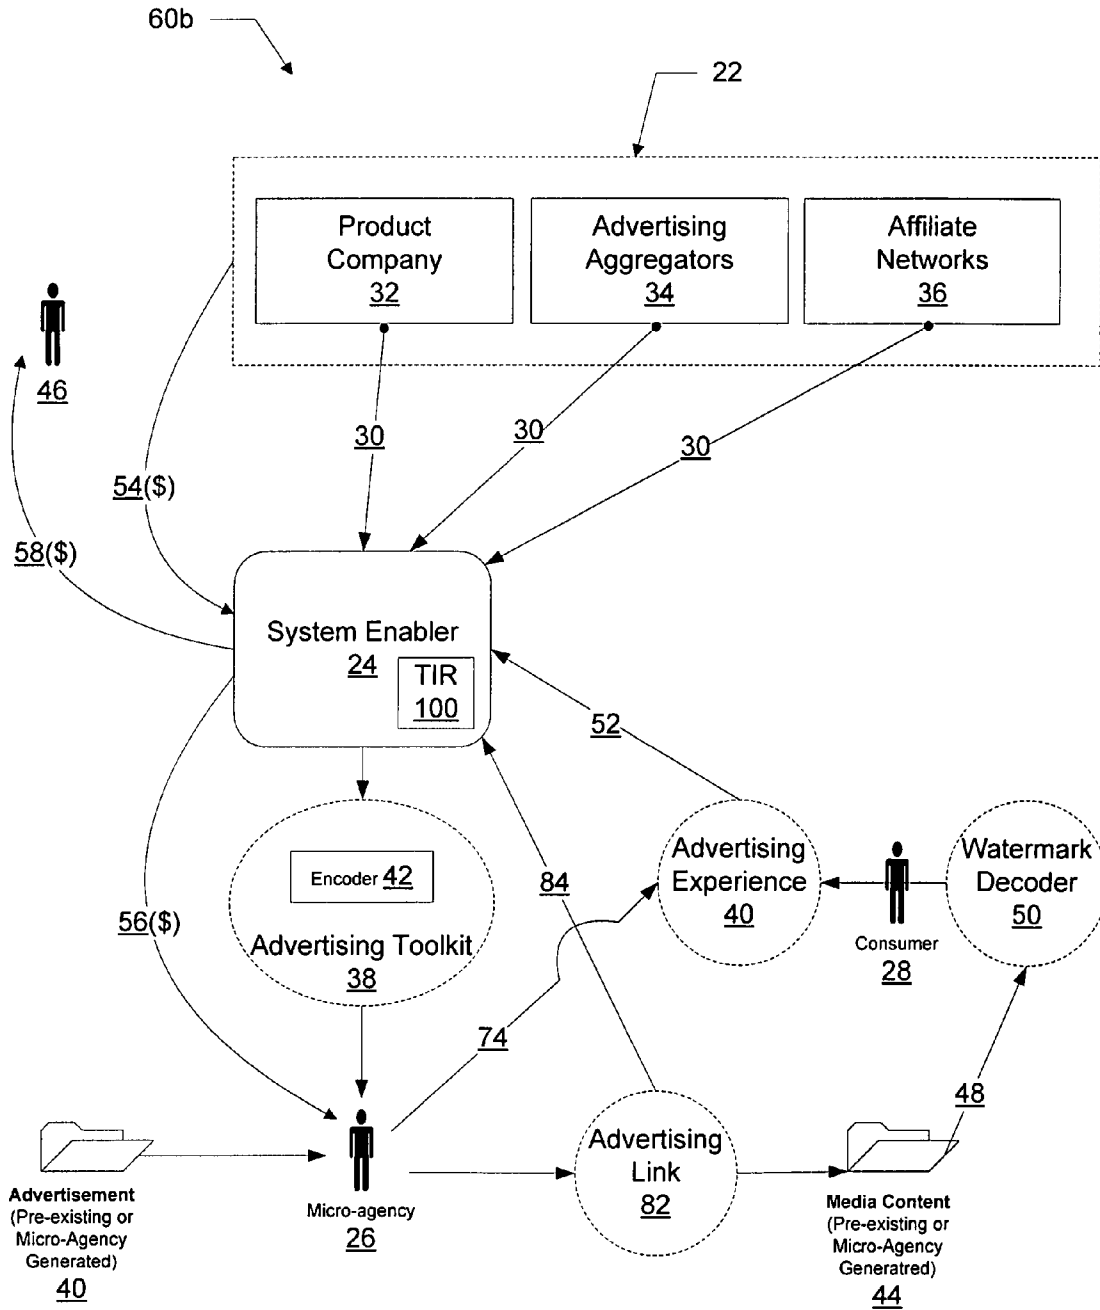 60b
22
Product
Company
32
Advertising
Aggregators
34
Affiliate
Networks
36
46
30
30
30
54($)
58($)
System Enabler
24
TIR
100
52
Encoder 42
Advertising Toolkit
38
84
Advertising
Experience
40
Consumer
28
Watermark
Decoder
50
56($)
74
48
Advertisement
(Pre-existing or
Micro-Agency
Generated)
40
Micro-agency
26
Advertising
Link
82
Media Content
(Pre-existing or
Micro-Agency
Generatred)
44